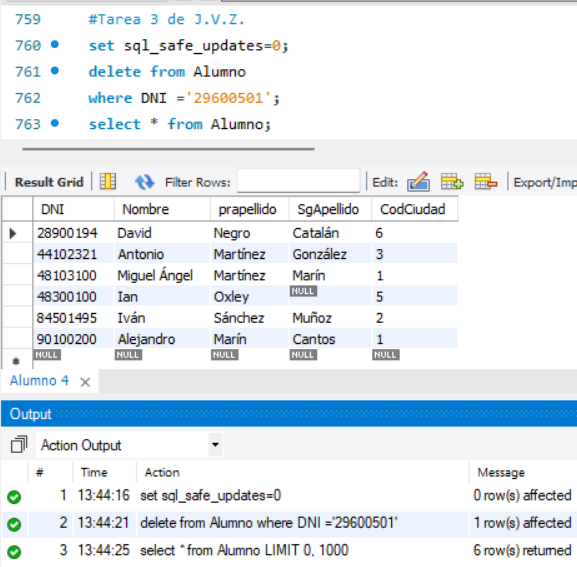 759 #Tarea 3 de J.V.Z.
760 set sql_safe_updates=0;
761 delete from Alumno
762 where DNI ='29600501';
763 select * from Alumno;
Result Grid Filter Rows: Edit: Export/Imp
DNI Nombre prapellido SgApellido CodCiudad
28900194 David Negro Catalán 6
44102321 Antonio Martínez González 3
48103100 Miguel Ángel Martínez Marín 1
48300100 Ian Oxley NULL 5
84501495 Iván Sánchez Muñoz 2
90100200 Alejandro Marín Cantos 1
NULL NULL NULL NULL NULL
Alumno 4
Output
Action Output
# Time Action Message
1 13:44:16 set sql_safe_updates=0 0 row(s) affected
2 13:44:21 delete from Alumno where DNI ='29600501' 1 row(s) affected
3 13:44:25 select * from Alumno LIMIT 0, 1000 6 row(s) returned